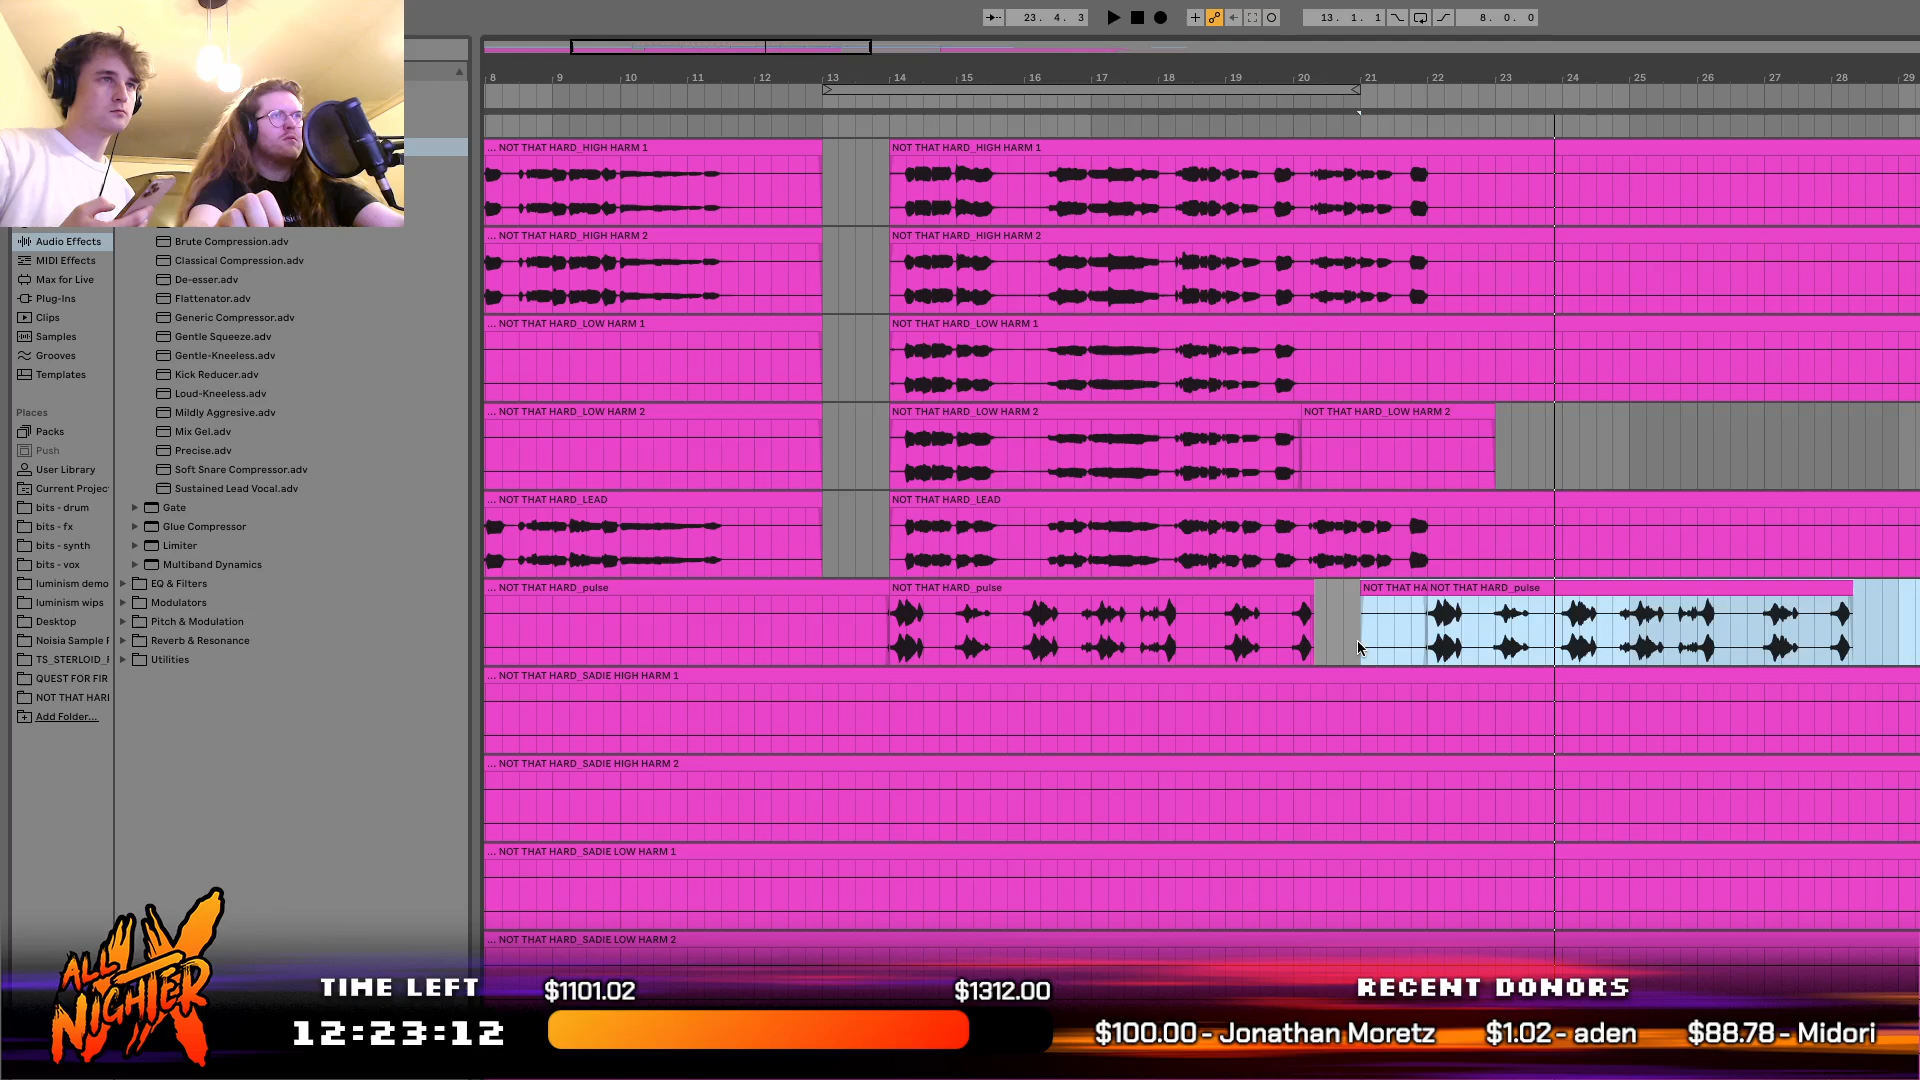 23. 4. 3
13. 1. 1
8. 0. 0
8 9 10 11 12 13 14 15 16 17 18 19 20 21 22 23 24 25 26 27 28 29
... NOT THAT HARD_HIGH HARM 1
NOT THAT HARD_HIGH HARM 1
Audio Effects
Brute Compression.adv
... NOT THAT HARD_HIGH HARM 2
NOT THAT HARD_HIGH HARM 2
MIDI Effects
Classical Compression.adv
Max for Live
De-esser.adv
Plug-Ins
Flattenator.adv
Clips
Generic Compressor.adv
... NOT THAT HARD_LOW HARM 1
NOT THAT HARD_LOW HARM 1
Samples
Gentle Squeeze.adv
Grooves
Gentle-Kneeless.adv
Templates
Kick Reducer.adv
Loud-Kneeless.adv
Places
Mildly Aggresive.adv
... NOT THAT HARD_LOW HARM 2
NOT THAT HARD_LOW HARM 2
NOT THAT HARD_LOW HARM 2
Packs
Mix Gel.adv
Push
Precise.adv
User Library
Soft Snare Compressor.adv
Current Projec
Sustained Lead Vocal.adv
... NOT THAT HARD_LEAD
NOT THAT HARD_LEAD
bits - drum
Gate
bits - fx
Glue Compressor
bits - synth
Limiter
bits - vox
Multiband Dynamics
luminism demo
EQ & Filters
... NOT THAT HARD_pulse
NOT THAT HARD_pulse
NOT THAT HA
NOT THAT HARD_pulse
luminism wips
Modulators
Desktop
Pitch & Modulation
Noisia Sample
Reverb & Resonance
TS_STERLOID_
Utilities
QUEST FOR FIR
... NOT THAT HARD_SADIE HIGH HARM 1
NOT THAT HARI
Add Folder...
... NOT THAT HARD_SADIE HIGH HARM 2
... NOT THAT HARD_SADIE LOW HARM 1
... NOT THAT HARD_SADIE LOW HARM 2
ALL
NIGHTER
X
TIME LEFT
12:23:12
$1101.02
$1312.00
RECENT DONORS
$100.00 - Jonathan Moretz
$1.02 - aden
$88.78 - Midori